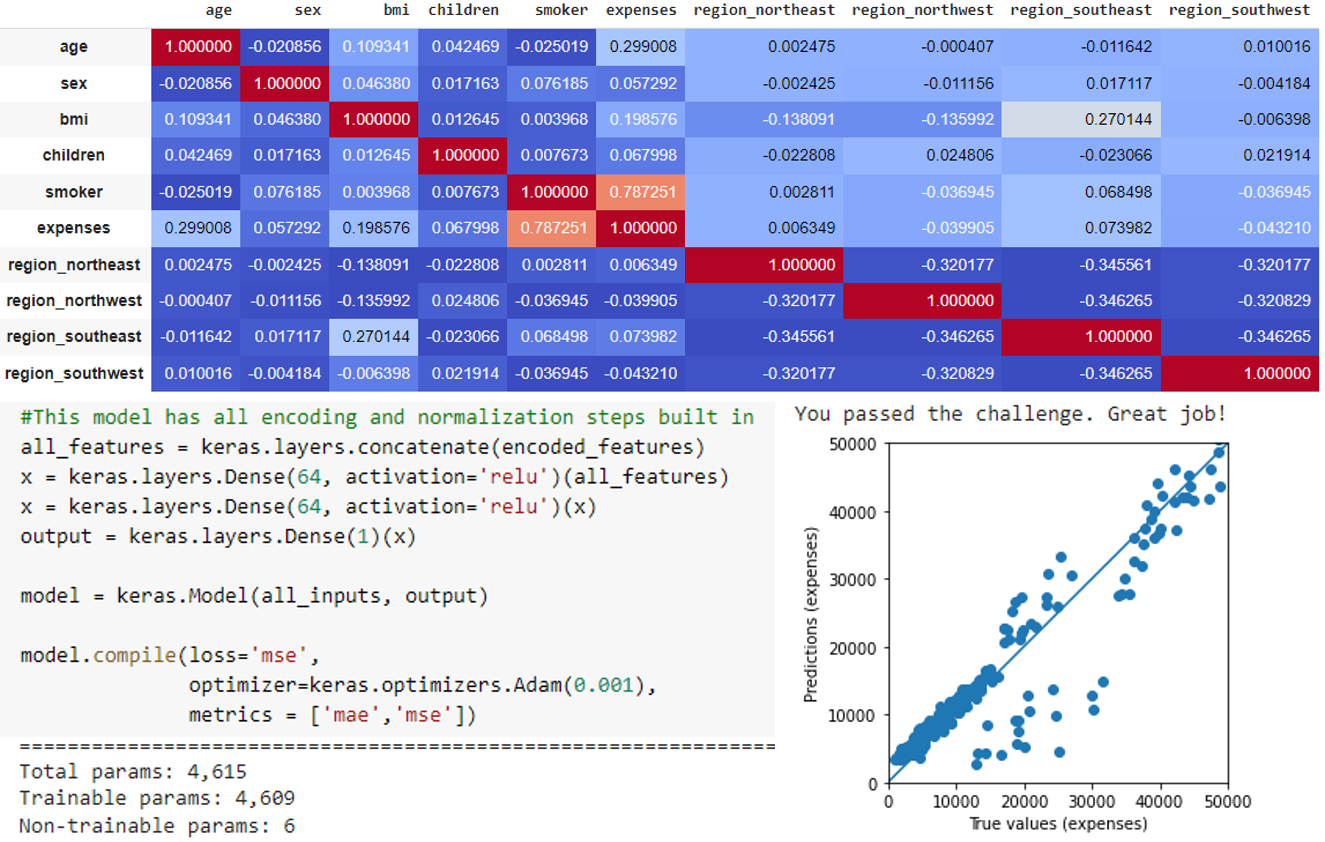 age sex bmi children smoker expenses region_northeast region_northwest region_southeast region_southwest
age 1.000000 -0.020856 0.109341 0.042469 -0.025019 0.299008 0.002475 -0.000407 -0.011642 0.010016
sex -0.020856 1.000000 0.046380 0.017163 0.076185 0.057292 -0.002425 -0.011156 0.017117 -0.004184
bmi 0.109341 0.046380 1.000000 0.012645 0.003968 0.198576 -0.138091 -0.135992 0.270144 -0.006398
children 0.042469 0.017163 0.012645 1.000000 0.007673 0.067998 -0.022808 0.024806 -0.023066 0.021914
smoker -0.025019 0.076185 0.003968 0.007673 1.000000 0.787251 0.002811 -0.036945 0.068498 -0.036945
expenses 0.299008 0.057292 0.198576 0.067998 0.787251 1.000000 0.006349 -0.039905 0.073982 -0.043210
region_northeast 0.002475 -0.002425 -0.138091 -0.022808 0.002811 0.006349 1.000000 -0.320177 -0.345561 -0.320177
region_northwest -0.000407 -0.011156 -0.135992 0.024806 -0.036945 -0.039905 -0.320177 1.000000 -0.346265 -0.320829
region_southeast -0.011642 0.017117 0.270144 -0.023066 0.068498 0.073982 -0.345561 -0.346265 1.000000 -0.346265
region_southwest 0.010016 -0.004184 -0.006398 0.021914 -0.036945 -0.043210 -0.320177 -0.320829 -0.346265 1.000000
#This model has all encoding and normalization steps built in
all_features = keras.layers.concatenate(encoded_features)
x = keras.layers.Dense(64, activation='relu')(all_features)
x = keras.layers.Dense(64, activation='relu')(x)
output = keras.layers.Dense(1)(x)
model = keras.Model(all_inputs, output)
model.compile(loss='mse',
optimizer=keras.optimizers.Adam(0.001),
metrics = ['mae','mse'])
===============================================================
Total params: 4,615
Trainable params: 4,609
Non-trainable params: 6
You passed the challenge. Great job!
50000
40000
30000
20000
10000
0
Predictions (expenses)
0 10000 20000 30000 40000 50000
True values (expenses)